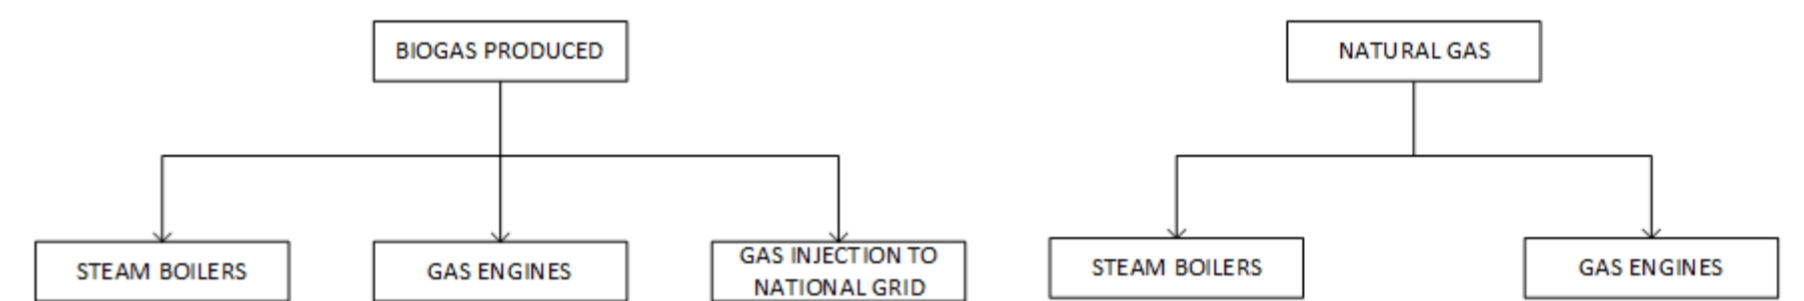 BIOGAS PRODUCED
NATURAL GAS
STEAM BOILERS
GAS ENGINES
GAS INJECTION TO
NATIONAL GRID
STEAM BOILERS
GAS ENGINES